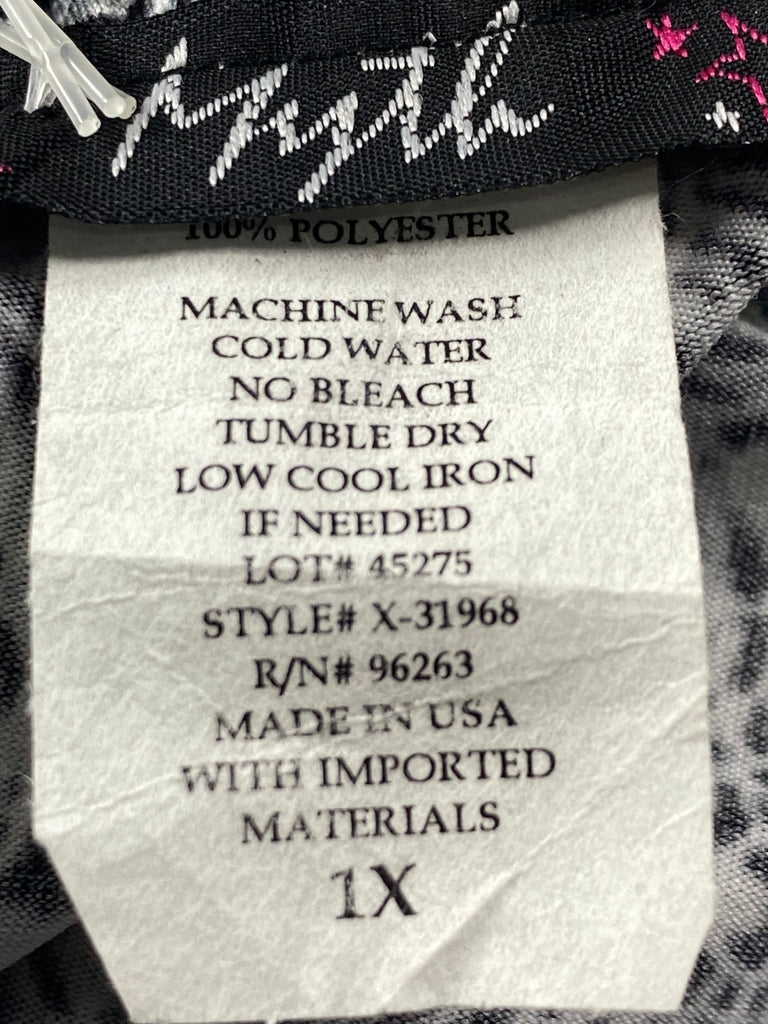 Myth
100% POLYESTER
MACHINE WASH
COLD WATER
NO BLEACH
TUMBLE DRY
LOW COOL IRON
IF NEEDED
LOT# 45275
STYLE# X-31968
R/N# 96263
MADE IN USA
WITH IMPORTED
MATERIALS
1X